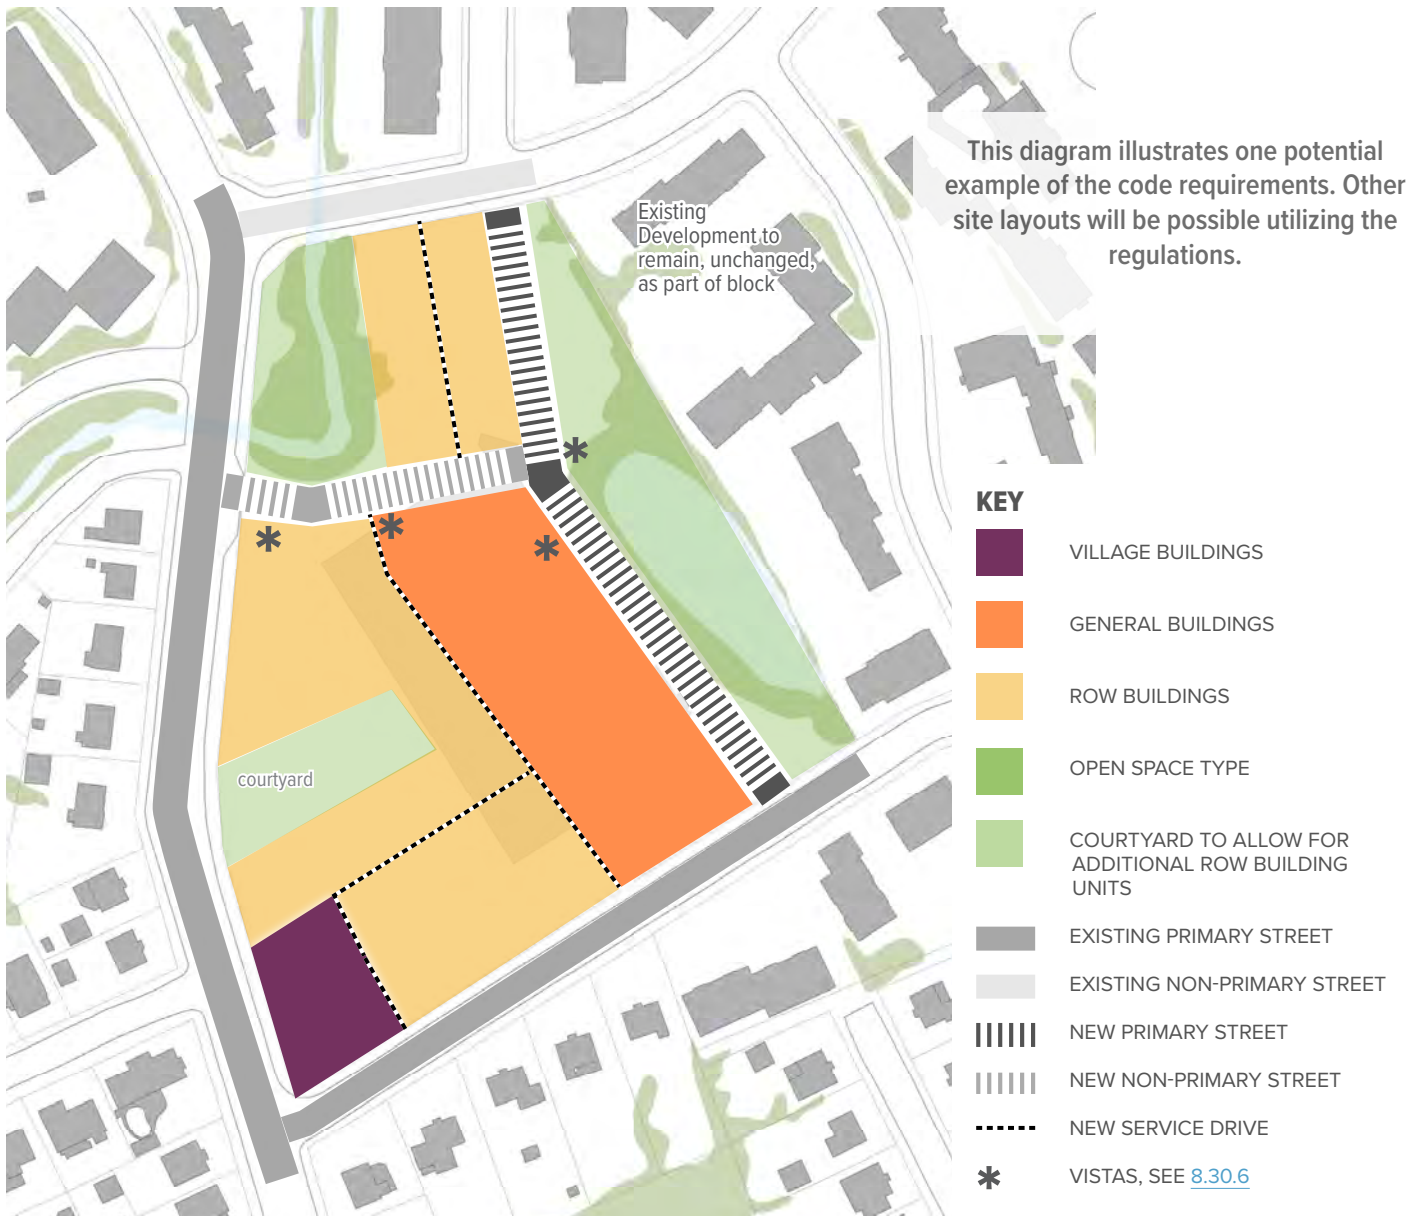 This diagram illustrates one potential
example of the code requirements. Other
site layouts will be possible utilizing the
regulations.
Existing
Development to
remain, unchanged,
as part of block
courtyard
KEY
VILLAGE BUILDINGS
GENERAL BUILDINGS
ROW BUILDINGS
OPEN SPACE TYPE
COURTYARD TO ALLOW FOR
ADDITIONAL ROW BUILDING
UNITS
EXISTING PRIMARY STREET
EXISTING NON-PRIMARY STREET
NEW PRIMARY STREET
NEW NON-PRIMARY STREET
NEW SERVICE DRIVE
VISTAS, SEE 8.30.6